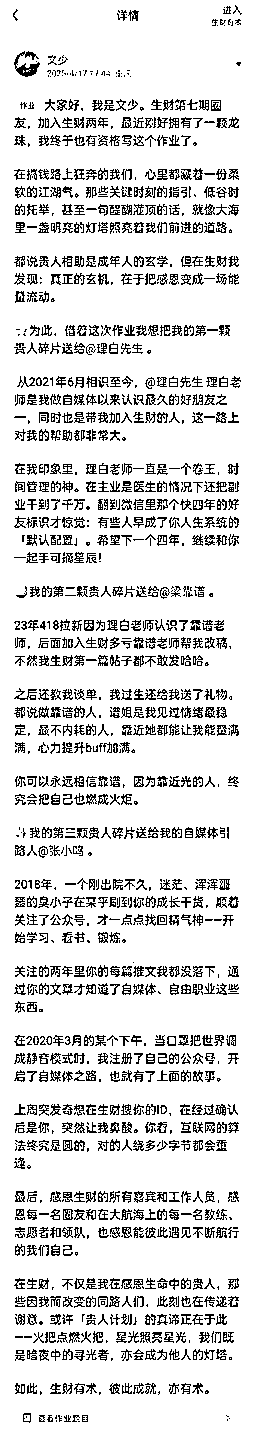 详情
进入
生财有术
文少
作业 大家好，我是文少。生财第七期圈
友，加入生财两年，最近刚好拥有了一颗龙
珠，我终于也有资格写这个作业了。
在搞钱路上狂奔的我们，心里都藏着一份柔
软的江湖气。那些关键时刻的指引、低谷时
的托举，甚至一句醍醐灌顶的话，就像大海
里一盏明亮的灯塔照亮着我们前进的道路。
都说贵人相助是成年人的玄学，但在生财我
发现：真正的玄机，在于把感恩变成一场能
量流动。
为此，借着这次作业我想把我的第一颗
贵人碎片送给@理白先生 。
从2021年6月相识至今，@理白先生 理白老
师是我做自媒体以来认识最久的好朋友之
一，同时也是带我加入生财的人，这一路上
对我的帮助都非常大。
在我印象里，理白老师一直是一个卷王，时
间管理的神。在主业是医生的情况下还把副
业干到了千万。翻到微信里那个快四年的好
友标识才惊觉：有些人早成了你人生系统的
「默认配置」。希望下一个四年，继续和你
一起手可摘星辰！
我的第二颗贵人碎片送给@梁靠谱 。
23年418拉新因为理白老师认识了靠谱老
师，后面加入生财多亏靠谱老师帮我改稿，
不然我生财第一篇帖子都不敢发哈哈。
之后还教我谈单，我过生还给我送了礼物。
都说做靠谱的人，谱姐是我见过情绪最稳
定，最不内耗的人，靠近她都能让我能量满
满，心力提升buff加满。
你可以永远相信靠谱，因为靠近光的人，终
究会把自己也燃成火炬。
我的第三颗贵人碎片送给我的自媒体引
路人@张小鸣 。
2018年，一个刚出院不久，迷茫、浑浑噩
噩的臭小子在某乎刷到你的成长干货，顺着
关注了公众号，才一点点找回精气神——开
始学习、看书、锻炼。
关注的两年里你的每篇推文我都没落下，通
过你的文章才知道了自媒体、自由职业这些
东西。
在2020年3月的某个下午，当口罩把世界调
成静音模式时，我注册了自己的公众号，开
启了自媒体之路，也就有了上面的故事。
上周突发奇想在生财搜你的ID，在经过确认
后是你，突然让我鼻酸。你看，互联网的算
法终究是圆的，对的人绕多少字节都会重
逢。
最后，感恩生财的所有嘉宾和工作人员，感
恩每一名圈友和在大航海上的每一名教练、
志愿者和领队，也感恩能彼此遇见不断航行
的我们自己。
在生财，不仅是我在感恩生命中的贵人，那
些因我而改变的同路人们，此刻也在传递着
谢意。或许「贵人计划」的真谛正在于此
——火把点燃火把，星光照亮星光，我们既
是暗夜中的寻光者，亦会成为他人的灯塔。
如此，生财有术，彼此成就，亦有术。
查看作业题目